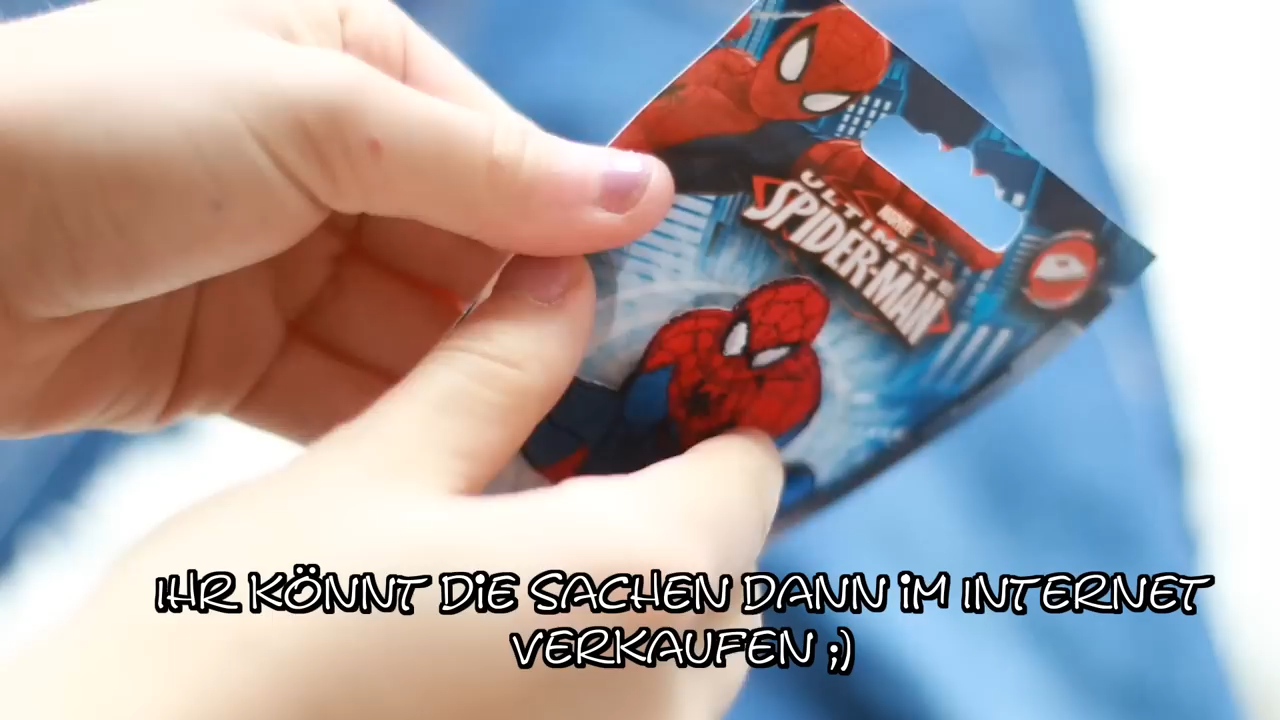 MARVEL
ULTIMATE
SPIDER-MAN
IHR KÖNNT DIE SACHEN DANN IM INTERNET
VERKAUFEN ;)